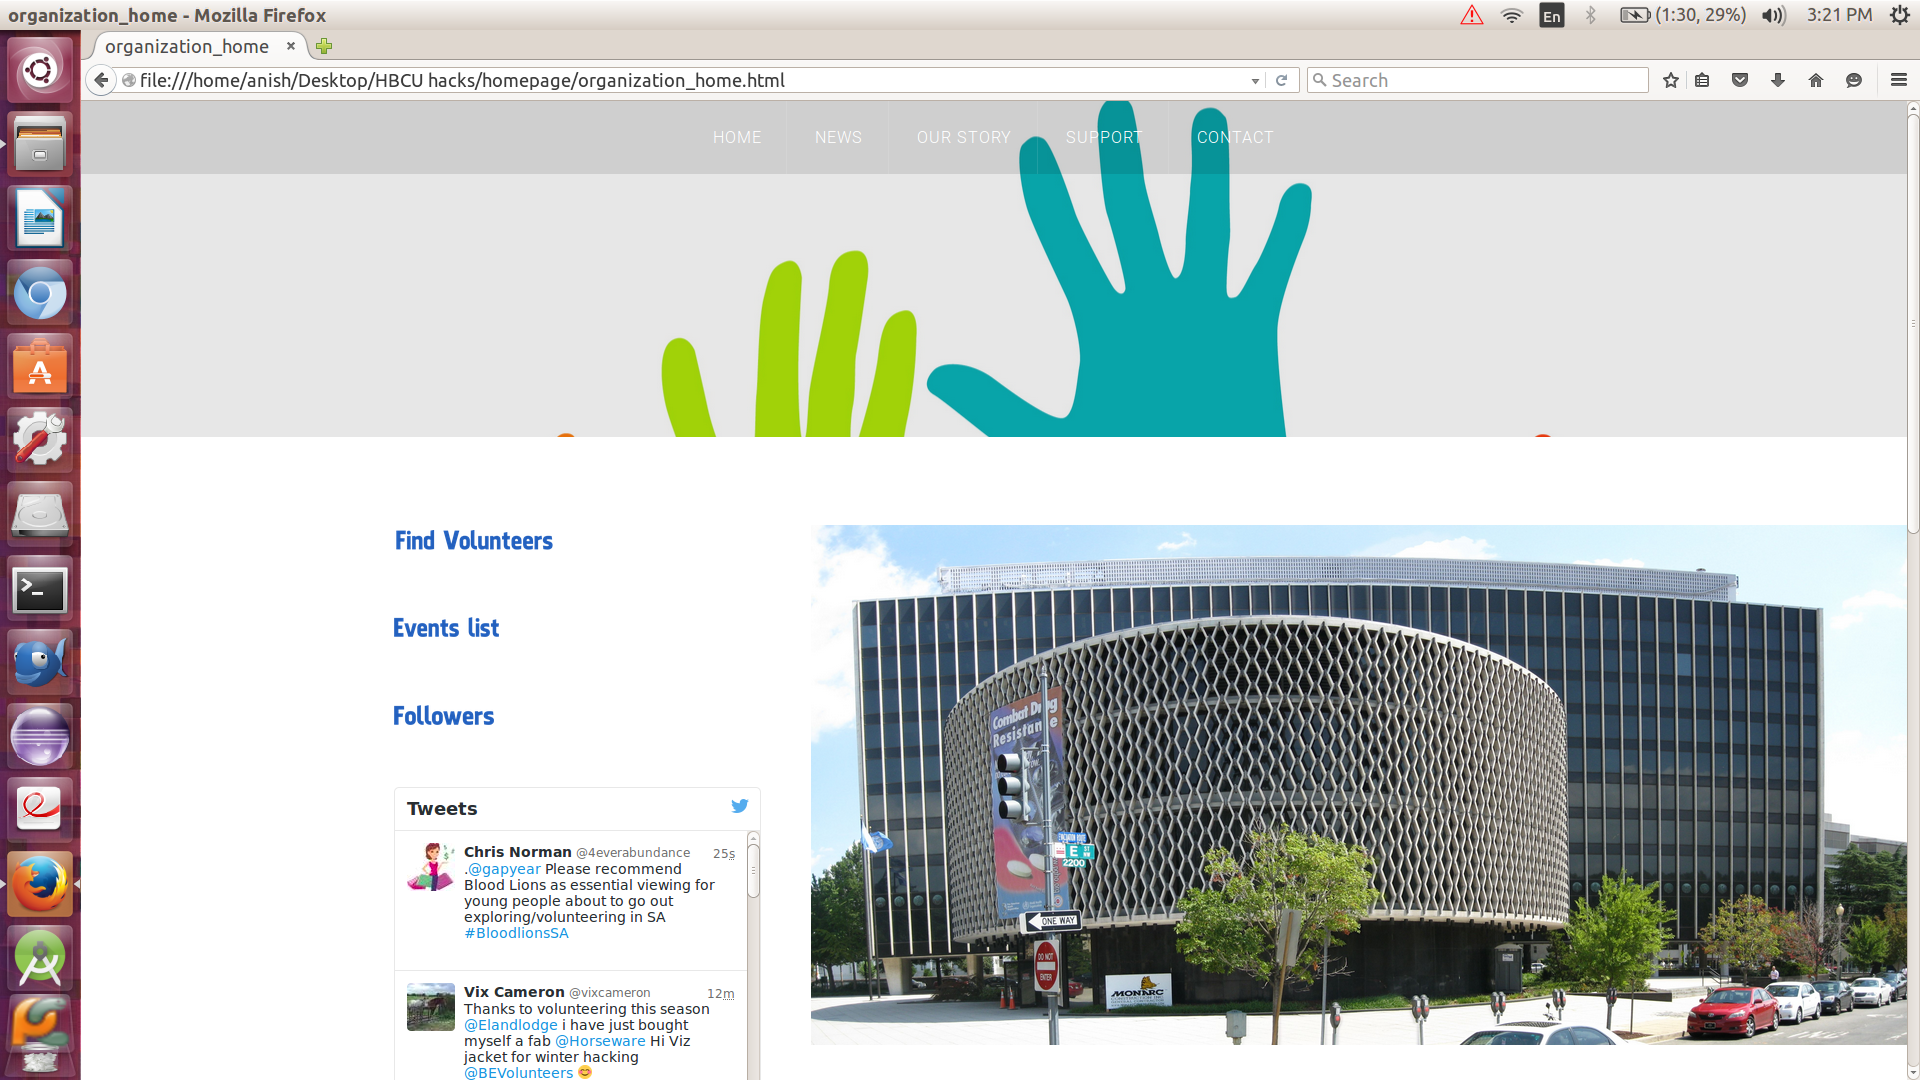 organization_home - Mozilla Firefox
En
(1:30, 29%)
3:21 PM
organization_home
file:///home/anish/Desktop/HBCU hacks/homepage/organization_home.html
Search
HOME
NEWS
OUR STORY
SUPPORT
CONTACT
Find Volunteers
Events list
Followers
Combat Drug
Resistance
E ST NW
2200
ONE WAY
DO NOT
ENTER
MONARC
Tweets
Chris Norman @4everabundance 25s
.@gapyear Please recommend
Blood Lions as essential viewing for
young people about to go out
exploring/volunteering in SA
#BloodlionsSA
Vix Cameron @vixcameron 12m
Thanks to volunteering this season
@Elandlodge i have just bought
myself a fab @Horseware Hi Viz
jacket for winter hacking
@BEVolunteers 😊